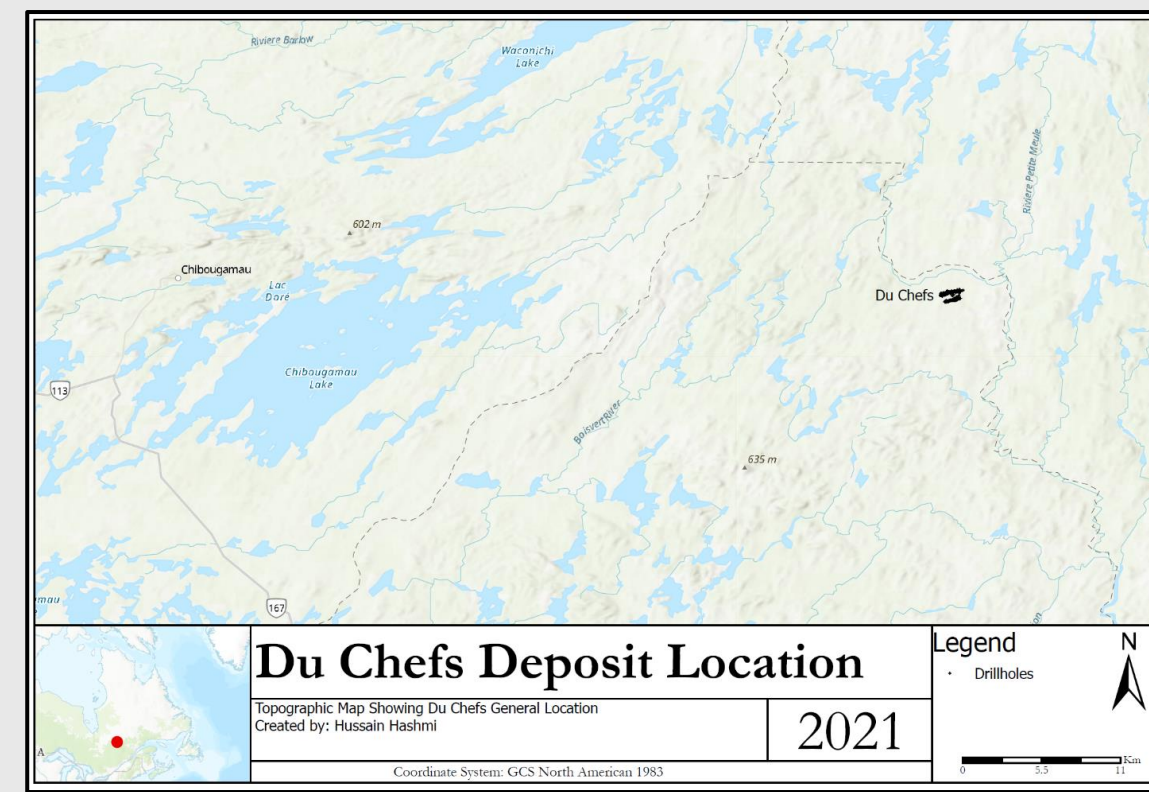 Riviere Barlow
Waconichi
Lake
Riviere Petite Meule
602 m
Chibougamau
Lac
Doré
Du Chefs
Chibougamau
Lake
113
Boisvert River
635 m
mau
167
on
Du Chefs Deposit Location
Topographic Map Showing Du Chefs General Location
Created by: Hussain Hashmi
2021
Coordinate System: GCS North American 1983
A
Legend
Drillholes
N
Km
0 5.5 11